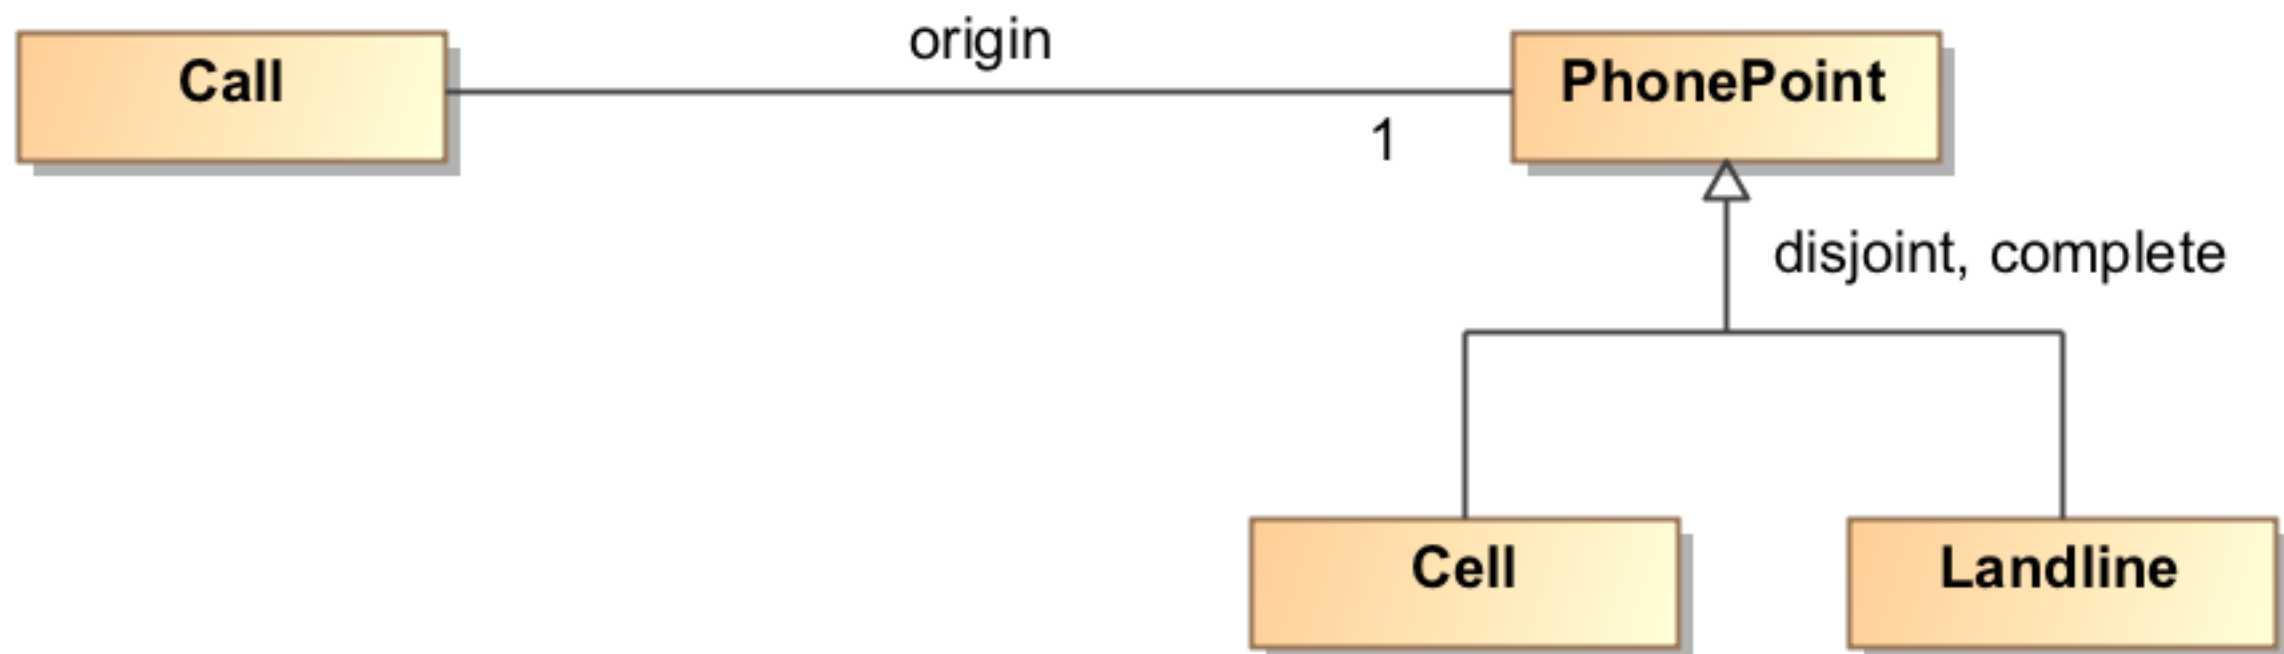 origin
Call
PhonePoint
1
disjoint, complete
Cell
Landline